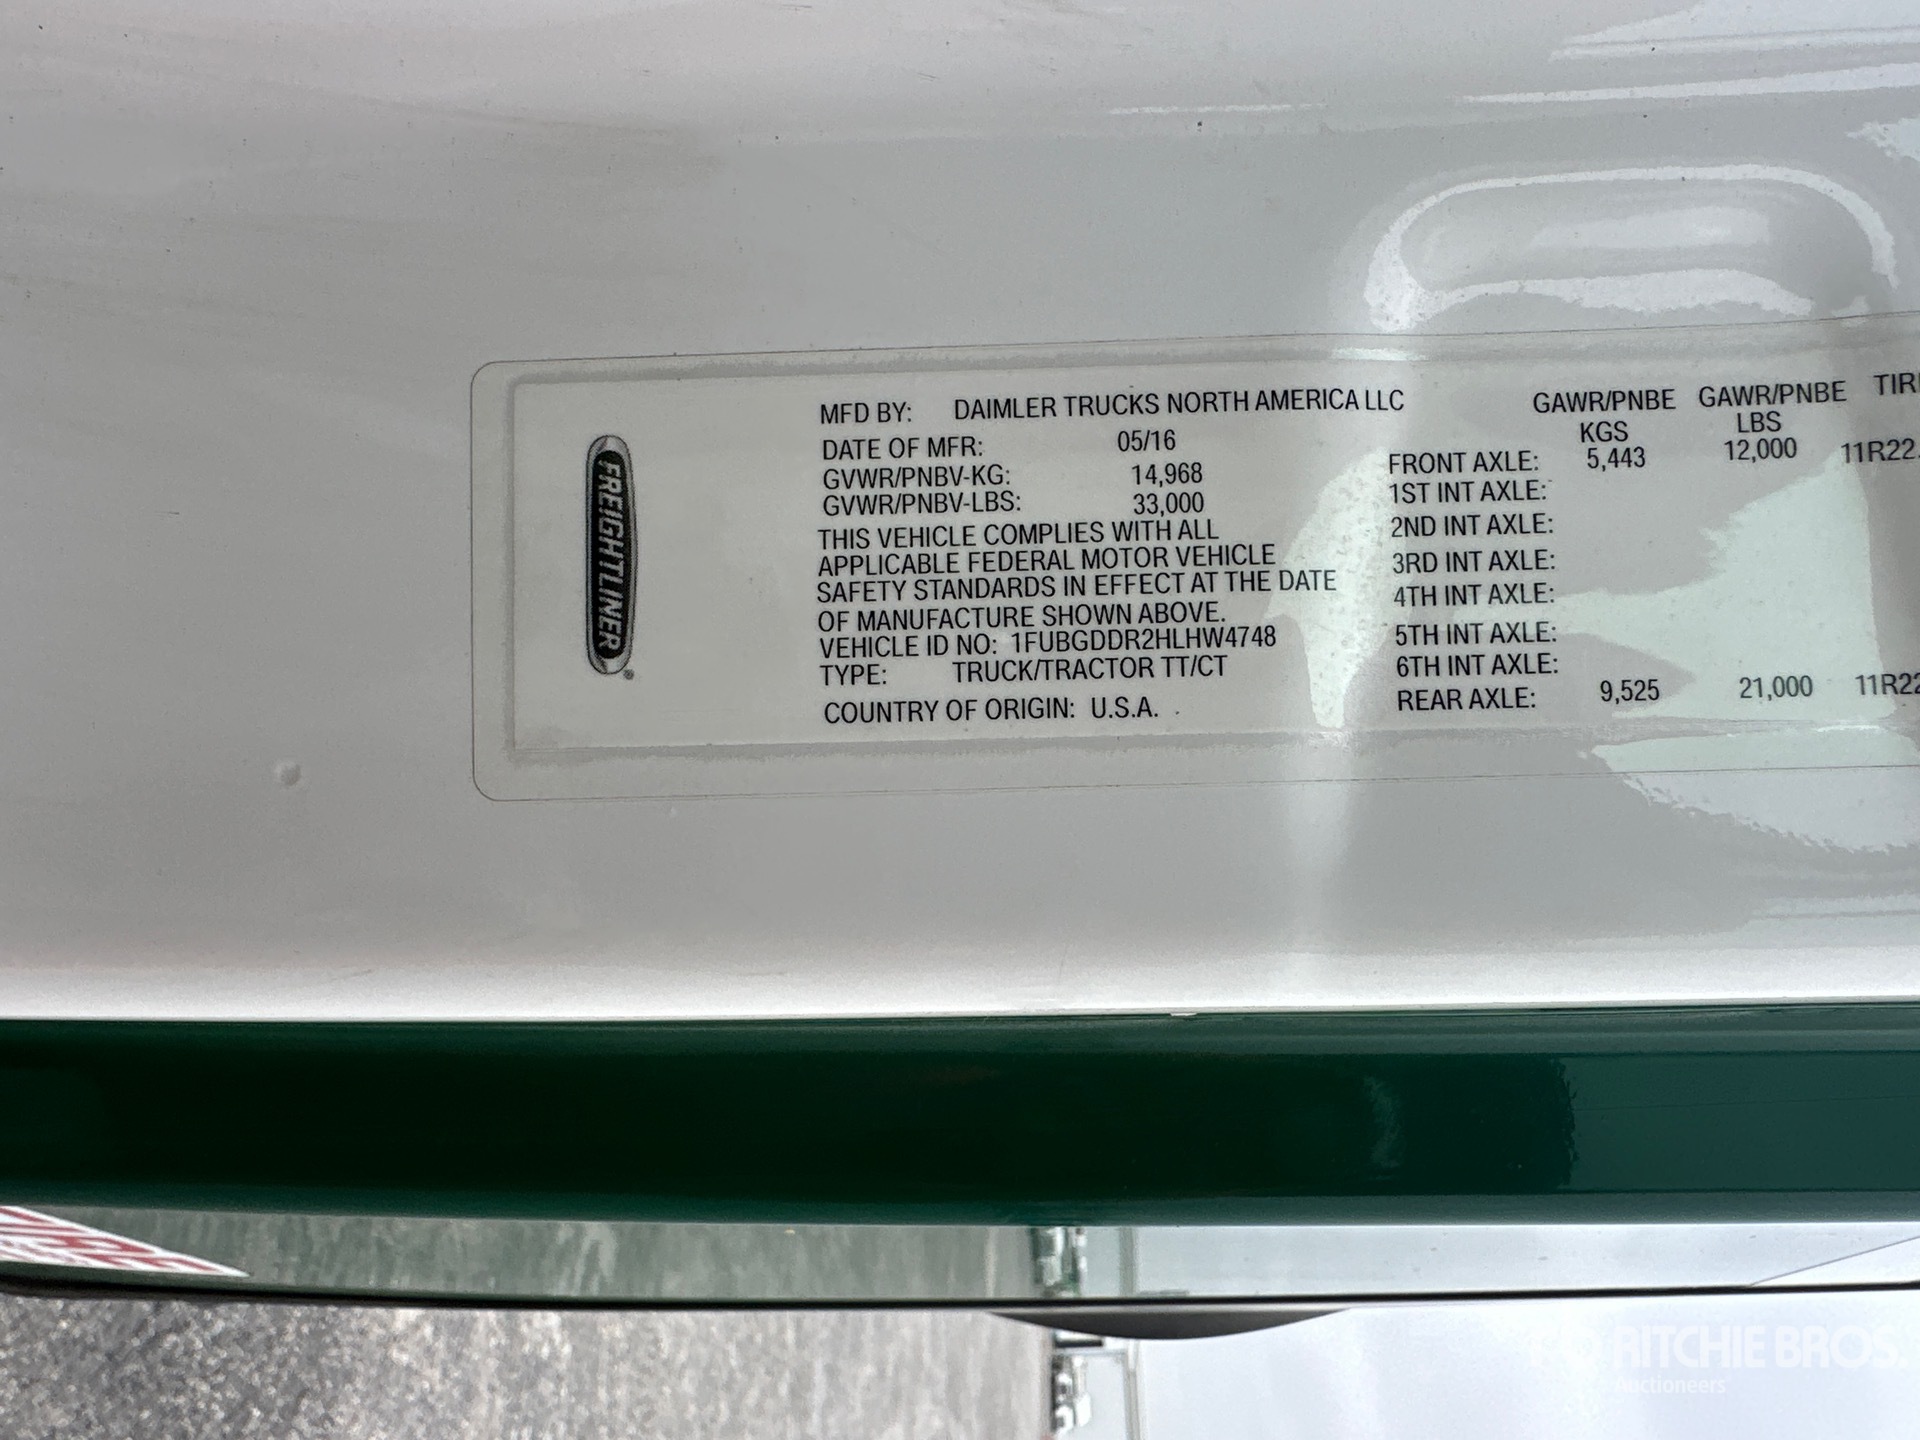 FREIGHTLINER
MFD BY: DAIMLER TRUCKS NORTH AMERICA LLC
DATE OF MFR: 05/16
GVWR/PNBV-KG: 14,968
GVWR/PNBV-LBS: 33,000
THIS VEHICLE COMPLIES WITH ALL
APPLICABLE FEDERAL MOTOR VEHICLE
SAFETY STANDARDS IN EFFECT AT THE DATE
OF MANUFACTURE SHOWN ABOVE.
VEHICLE ID NO: 1FUBGDDR2HLHW4748
TYPE: TRUCK/TRACTOR TT/CT
COUNTRY OF ORIGIN: U.S.A.
GAWR/PNBE GAWR/PNBE TIR
KGS LBS
FRONT AXLE: 5,443 12,000 11R22.
1ST INT AXLE:
2ND INT AXLE:
3RD INT AXLE:
4TH INT AXLE:
5TH INT AXLE:
6TH INT AXLE:
REAR AXLE: 9,525 21,000 11R22
RITCHIE BROS.
Auctioneers